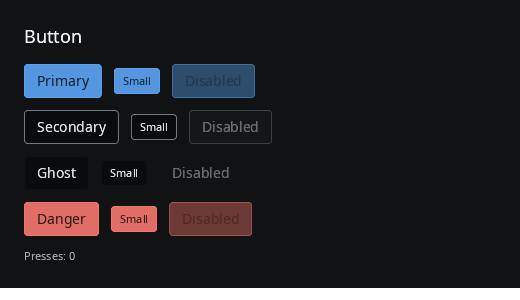 Button
Primary Small Disabled
Secondary Small Disabled
Ghost Small Disabled
Danger Small Disabled
Presses: 0